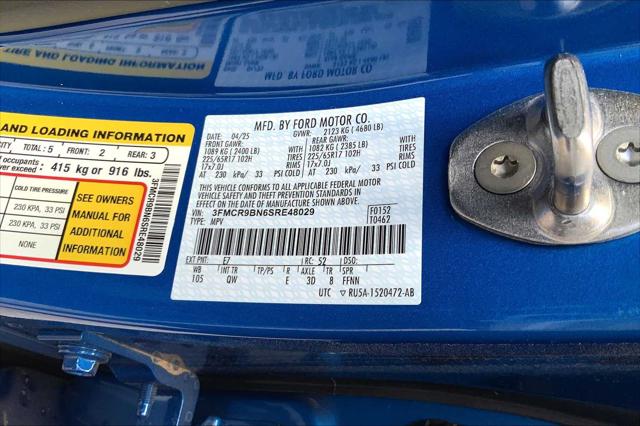 AND LOADING INFORMATION
CITY TOTAL: 5 FRONT: 2 REAR: 3
of occupants:
exceed: 415 kg or 916 lbs.
COLD TIRE PRESSURE
230 KPA, 33 PSI
230 KPA, 33 PSI
NONE
SEE OWNERS
MANUAL FOR
ADDITIONAL
INFORMATION
3FMCR9BN6SRE48029
MFD. BY FORD MOTOR CO.
DATE: 04/25 GVWR: 2123 KG ( 4680 LB)
FRONT GAWR: REAR GAWR:
1089 KG (2400 LB) 1082 KG ( 2385 LB)
225/65R17 102H TIRES 225/65R17 102H TIRES
17x7.0J RIMS 17x7.0J RIMS
AT 230 kPa/ 33 PSI COLD AT 230 kPa/ 33 PSI COLD
THIS VEHICLE CONFORMS TO ALL APPLICABLE FEDERAL MOTOR
VEHICLE SAFETY AND THEFT PREVENTION STANDARDS IN EFFECT
ON THE DATE OF MANUFACTURE SHOWN ABOVE.
VIN: 3FMCR9BN6SRE48029 F0152
TYPE: MPV T0462
EXT PNT: E7 RC: 52 DSO:
WB INT TR TP/PS R AXLE TR SPR
105 QW E 3D 8 FFNN
UTC ▽ RU5A-1520472-AB